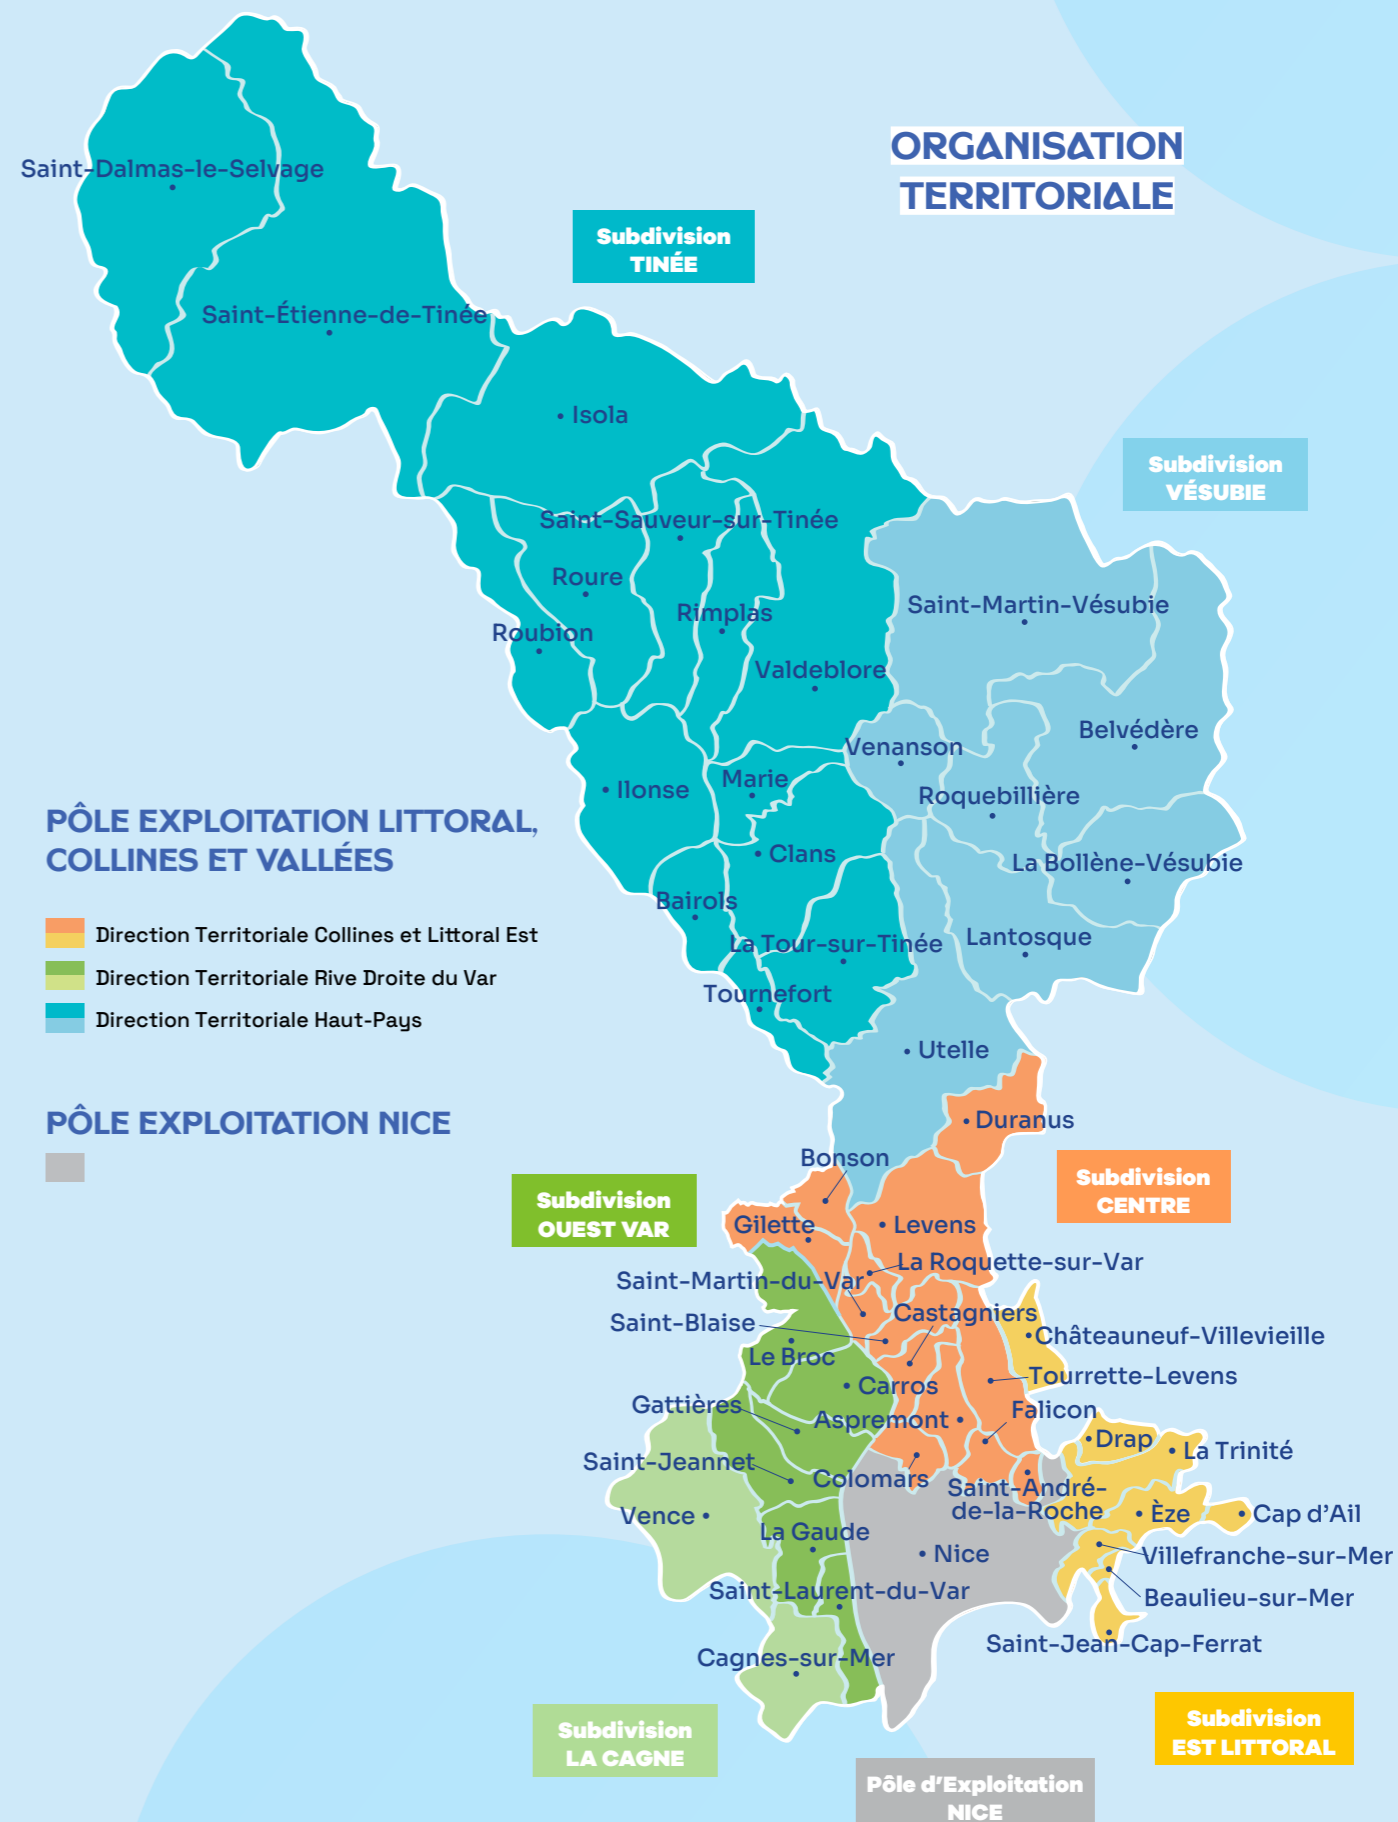 ORGANISATION
TERRITORIALE
Saint-Dalmas-le-Selvage
Subdivision
TINÉE
Saint-Étienne-de-Tinée
Isola
Subdivision
VÉSUBIE
Saint-Sauveur-sur-Tinée
Roure
Saint-Martin-Vésubie
Rimplas
Roubion
Valdeblore
Belvédère
Venanson
Marie
Ilonse
Roquebillière
PÔLE EXPLOITATION LITTORAL,
COLLINES ET VALLÉES
Clans
La Bollène-Vésubie
Bairols
Direction Territoriale Collines et Littoral Est
Lantosque
La Tour-sur-Tinée
Direction Territoriale Rive Droite du Var
Tournefort
Direction Territoriale Haut-Pays
Utelle
PÔLE EXPLOITATION NICE
Duranus
Bonson
Subdivision
CENTRE
Subdivision
OUEST VAR
Gilette
Levens
La Roquette-sur-Var
Saint-Martin-du-Var
Castagniers
Saint-Blaise
Châteauneuf-Villevieille
Le Broc
Tourrette-Levens
Carros
Gattières
Falicon
Aspremont
Drap
La Trinité
Saint-Jeannet
Colomars
Saint-André-
de-la-Roche
Èze
Cap d'Ail
Vence
La Gaude
Nice
Villefranche-sur-Mer
Saint-Laurent-du-Var
Beaulieu-sur-Mer
Saint-Jean-Cap-Ferrat
Cagnes-sur-Mer
Subdivision
EST LITTORAL
Subdivision
LA CAGNE
Pôle d'Exploitation
NICE